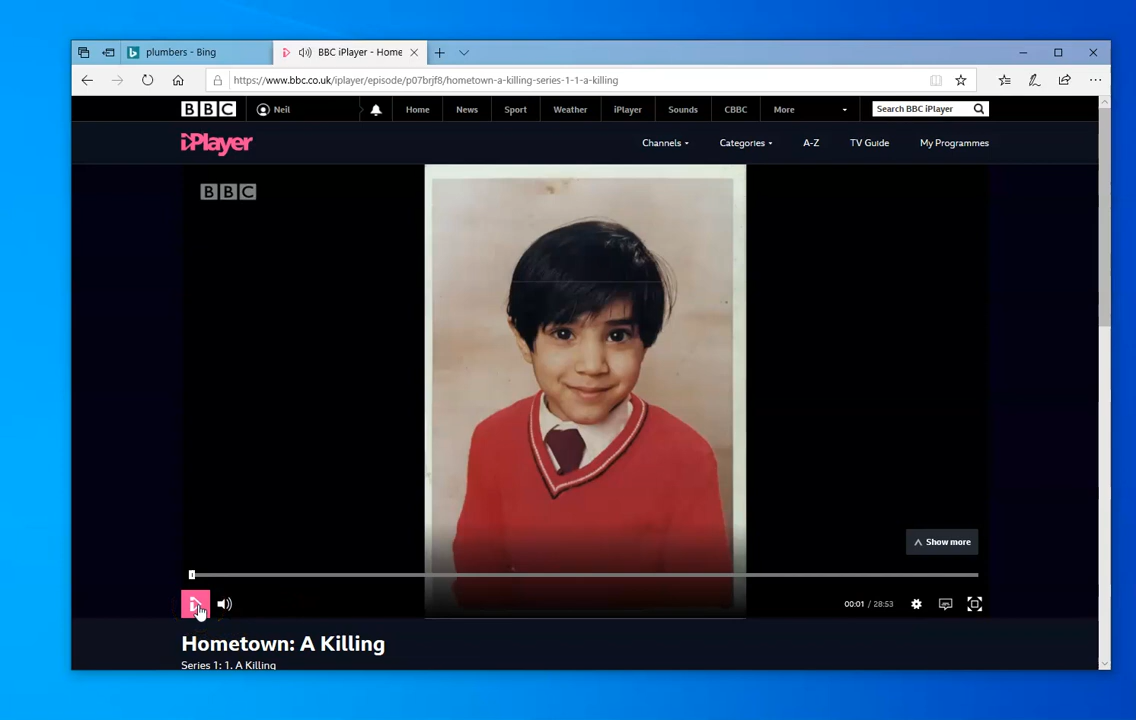 plumbers - Bing
BBC iPlayer - Home
https://www.bbc.co.uk/iplayer/episode/p07brjf8/hometown-a-killing-series-1-1-a-killing
BBC Neil Home News Sport Weather iPlayer Sounds CBBC More Search BBC iPlayer
iPlayer Channels Categories A-Z TV Guide My Programmes
BBC
Show more
00:01 / 28:53
Hometown: A Killing
Series 1: 1. A Killing